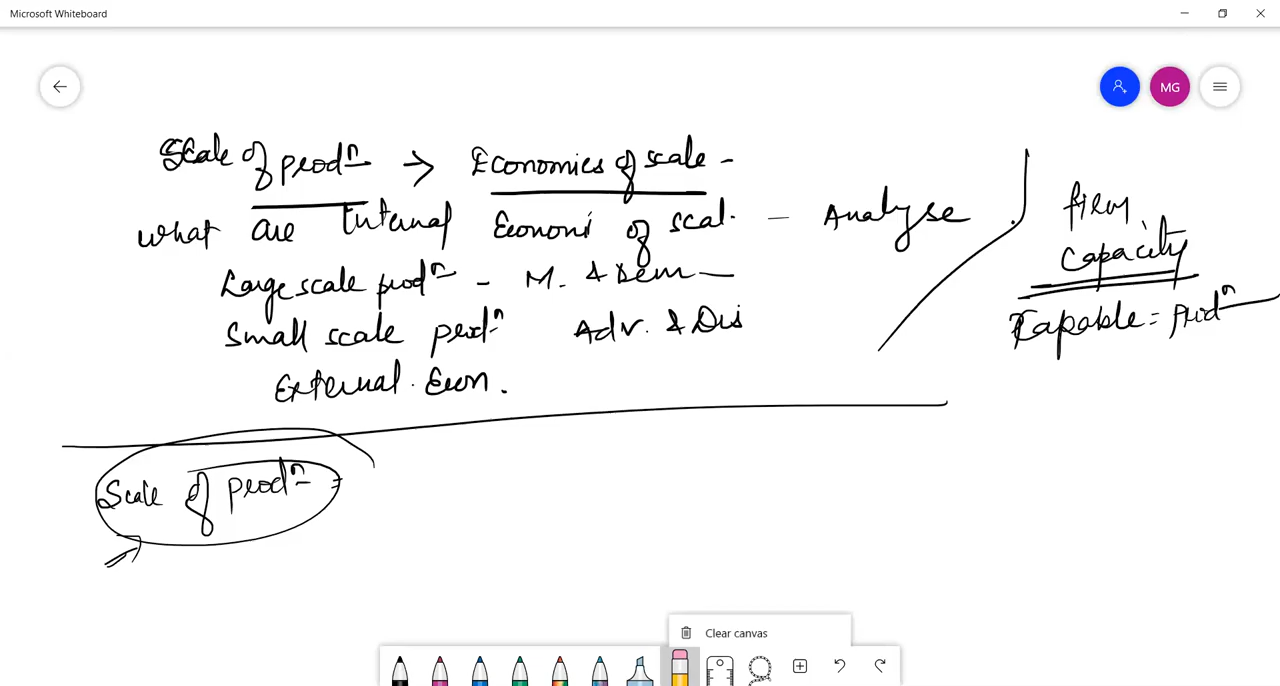 Microsoft Whiteboard
MG
Scale of prodⁿ → Economics of scale -
What are Internal Economi of scal. - Analyse
Large scale prodⁿ - M. & Dem -
Small scale prodⁿ Adv. & Dis
External. Econ.
firm
Capacity
Capable = prodⁿ
Scale of prodⁿ =
Clear canvas